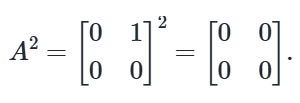 A² = [0 1; 0 0]² = [0 0; 0 0].